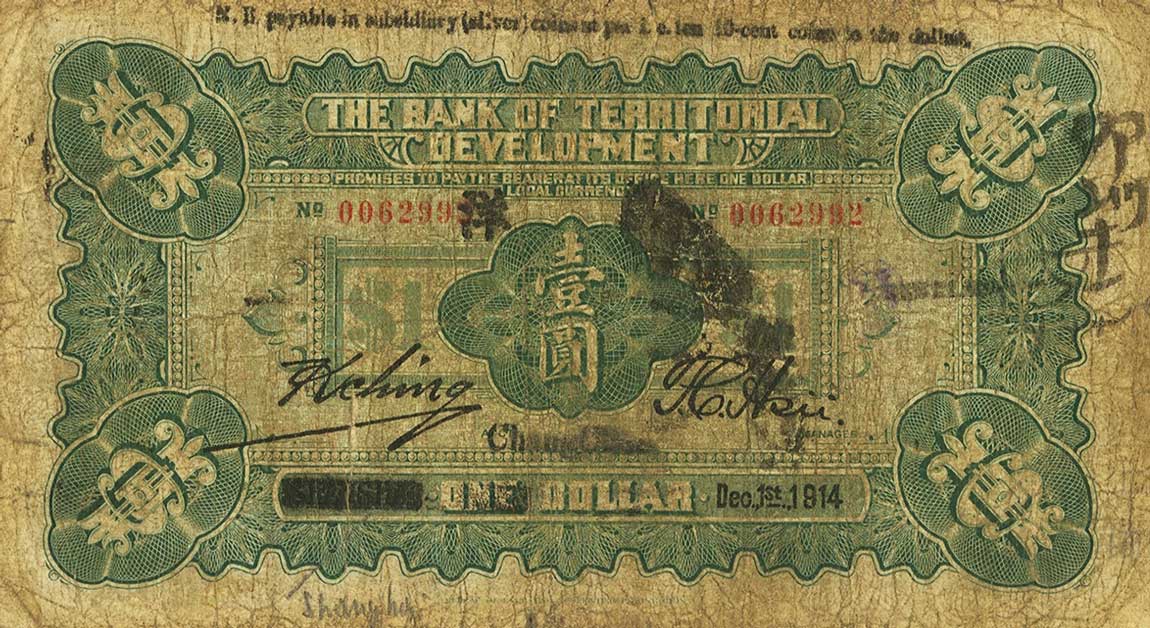 N. B. payable in subsidiary (silver) coins at par i. e. ten 10-cent coins to the dollar.
THE BANK OF TERRITORIAL
DEVELOPMENT
PROMISES TO PAY THE BEARER AT ITS OFFICE HERE ONE DOLLAR
LOCAL CURRENCY
No 0062992 No 0062992
壹
圓
T. C. Hsü.
MANAGER
ONE DOLLAR Dec. 1st. 1914
Shanghai